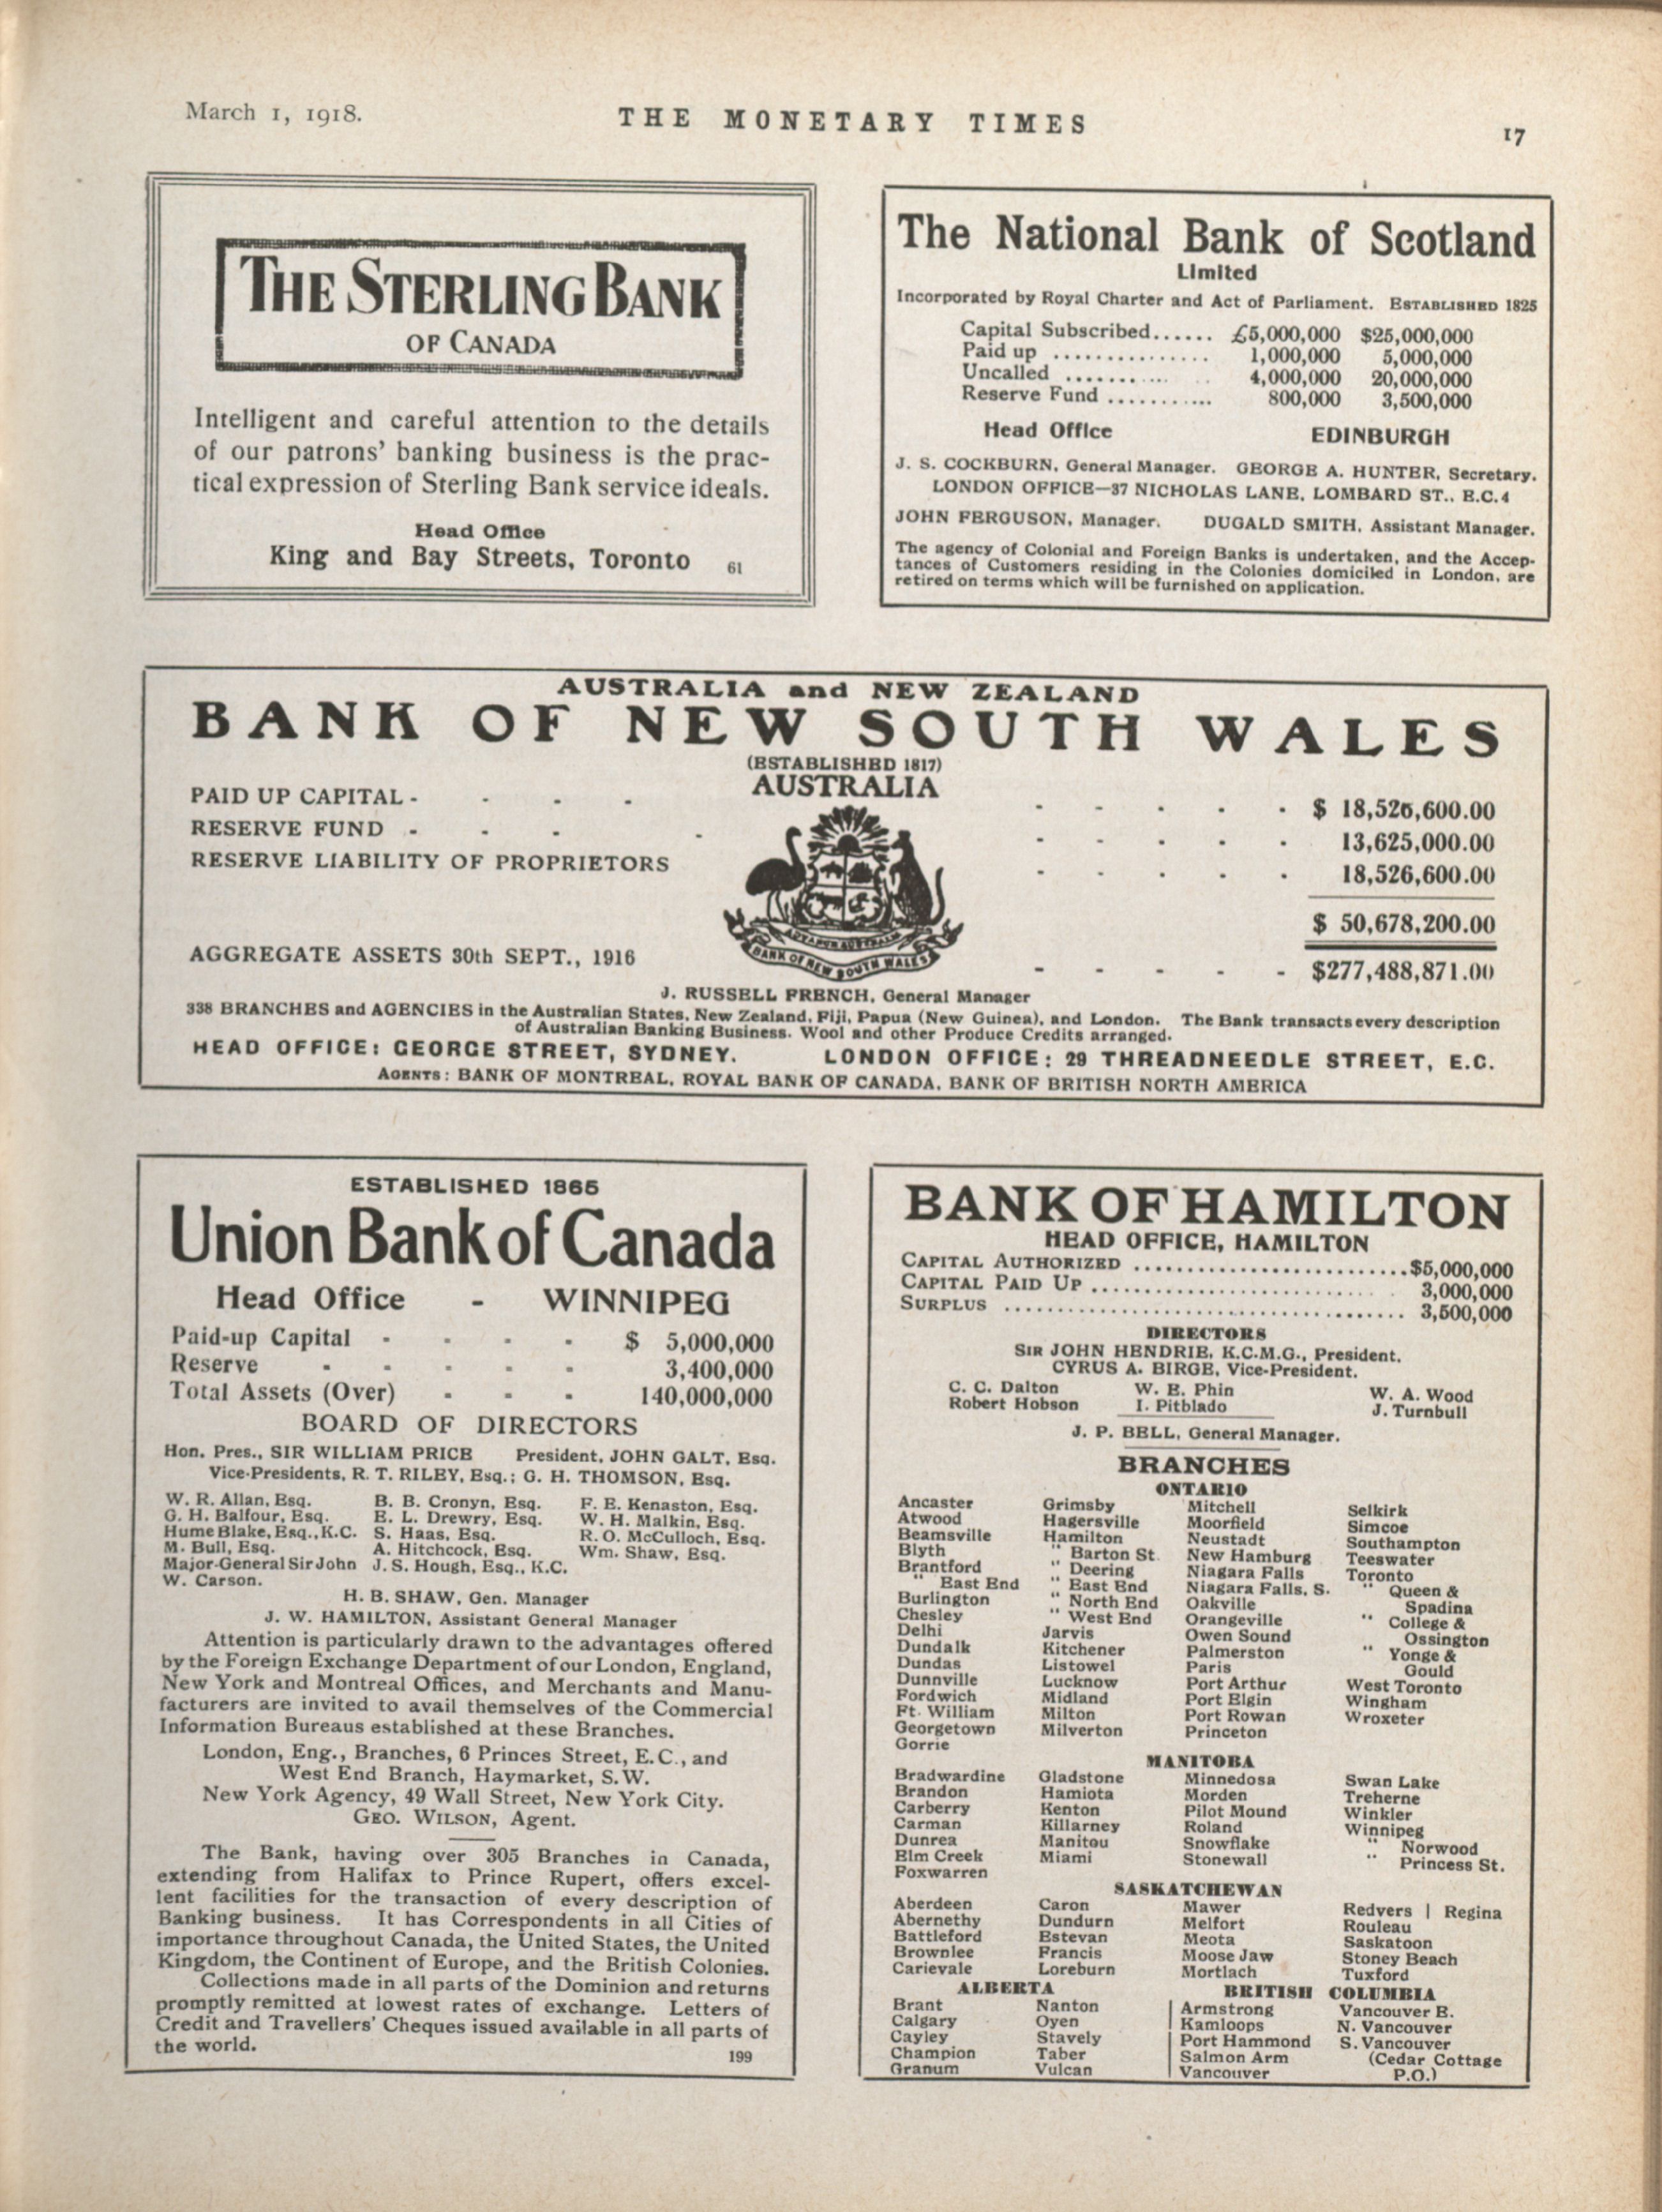 March 1, 1918.
THE MONETARY TIMES
17
THE STERLING BANK
OF CANADA
Intelligent and careful attention to the details
of our patrons' banking business is the prac-
tical expression of Sterling Bank service ideals.
Head Office
King and Bay Streets, Toronto 61
The National Bank of Scotland
Limited
Incorporated by Royal Charter and Act of Parliament. ESTABLISHED 1825
Capital Subscribed...... £5,000,000 $25,000,000
Paid up ............... 1,000,000 5,000,000
Uncalled ............. 4,000,000 20,000,000
Reserve Fund ........... 800,000 3,500,000
Head Office EDINBURGH
J. S. COCKBURN, General Manager. GEORGE A. HUNTER, Secretary.
LONDON OFFICE—37 NICHOLAS LANE, LOMBARD ST., E.C.4
JOHN FERGUSON, Manager. DUGALD SMITH, Assistant Manager.
The agency of Colonial and Foreign Banks is undertaken, and the Accep-
tances of Customers residing in the Colonies domiciled in London, are
retired on terms which will be furnished on application.
AUSTRALIA and NEW ZEALAND
BANK OF NEW SOUTH WALES
(ESTABLISHED 1817)
AUSTRALIA
PAID UP CAPITAL - - - - - - - - - $ 18,526,600.00
RESERVE FUND - - - - - - - - - 13,625,000.00
RESERVE LIABILITY OF PROPRIETORS - - - - - 18,526,600.00
$ 50,678,200.00
AGGREGATE ASSETS 30th SEPT., 1916 - - - - - $277,488,871.00
ADVANCE AUSTRALIA
BANK OF NEW SOUTH WALES
J. RUSSELL FRENCH, General Manager
338 BRANCHES and AGENCIES in the Australian States, New Zealand, Fiji, Papua (New Guinea), and London. The Bank transacts every description
of Australian Banking Business. Wool and other Produce Credits arranged.
HEAD OFFICE: GEORGE STREET, SYDNEY. LONDON OFFICE: 29 THREADNEEDLE STREET, E.C.
AGENTS: BANK OF MONTREAL, ROYAL BANK OF CANADA, BANK OF BRITISH NORTH AMERICA
ESTABLISHED 1865
Union Bank of Canada
Head Office - WINNIPEG
Paid-up Capital - - - - $ 5,000,000
Reserve - - - - - 3,400,000
Total Assets (Over) - - - 140,000,000
BOARD OF DIRECTORS
Hon. Pres., SIR WILLIAM PRICE President, JOHN GALT, Esq.
Vice-Presidents, R. T. RILEY, Esq.; G. H. THOMSON, Esq.
W. R. Allan, Esq. B. B. Cronyn, Esq. F. E. Kenaston, Esq.
G. H. Balfour, Esq. E. L. Drewry, Esq. W. H. Malkin, Esq.
Hume Blake, Esq., K.C. S. Haas, Esq. R. O. McCulloch, Esq.
M. Bull, Esq. A. Hitchcock, Esq. Wm. Shaw, Esq.
Major-General Sir John J. S. Hough, Esq., K.C.
W. Carson.
H. B. SHAW, Gen. Manager
J. W. HAMILTON, Assistant General Manager
Attention is particularly drawn to the advantages offered
by the Foreign Exchange Department of our London, England,
New York and Montreal Offices, and Merchants and Manu-
facturers are invited to avail themselves of the Commercial
Information Bureaus established at these Branches.
London, Eng., Branches, 6 Princes Street, E.C., and
West End Branch, Haymarket, S.W.
New York Agency, 49 Wall Street, New York City.
GEO. WILSON, Agent.
The Bank, having over 305 Branches in Canada,
extending from Halifax to Prince Rupert, offers excel-
lent facilities for the transaction of every description of
Banking business. It has Correspondents in all Cities of
importance throughout Canada, the United States, the United
Kingdom, the Continent of Europe, and the British Colonies.
Collections made in all parts of the Dominion and returns
promptly remitted at lowest rates of exchange. Letters of
Credit and Travellers' Cheques issued available in all parts of
the world.
199
BANK OF HAMILTON
HEAD OFFICE, HAMILTON
CAPITAL AUTHORIZED ..........................$5,000,000
CAPITAL PAID UP ............................. 3,000,000
SURPLUS ...................................... 3,500,000
DIRECTORS
SIR JOHN HENDRIE, K.C.M.G., President.
CYRUS A. BIRGE, Vice-President.
C. C. Dalton W. E. Phin W. A. Wood
Robert Hobson I. Pitblado J. Turnbull
J. P. BELL, General Manager.
BRANCHES
ONTARIO
Ancaster Grimsby Mitchell Selkirk
Atwood Hagersville Moorfield Simcoe
Beamsville Hamilton Neustadt Southampton
Blyth " Barton St. New Hamburg Teeswater
Brantford " Deering Niagara Falls Toronto
" East End " East End Niagara Falls, S. " Queen &
Burlington " North End Oakville Spadina
Chesley " West End Orangeville " College &
Delhi Jarvis Owen Sound Ossington
Dundalk Kitchener Palmerston " Yonge &
Dundas Listowel Paris Gould
Dunnville Lucknow Port Arthur West Toronto
Fordwich Midland Port Elgin Wingham
Ft. William Milton Port Rowan Wroxeter
Georgetown Milverton Princeton
Gorrie
MANITOBA
Bradwardine Gladstone Minnedosa Swan Lake
Brandon Hamiota Morden Treherne
Carberry Kenton Pilot Mound Winkler
Carman Killarney Roland Winnipeg
Dunrea Manitou Snowflake " Norwood
Elm Creek Miami Stonewall " Princess St.
Foxwarren
SASKATCHEWAN
Aberdeen Caron Mawer Redvers | Regina
Abernethy Dundurn Melfort Rouleau
Battleford Estevan Meota Saskatoon
Brownlee Francis Moose Jaw Stoney Beach
Carievale Loreburn Mortlach Tuxford
ALBERTA BRITISH COLUMBIA
Brant Nanton Armstrong Vancouver E.
Calgary Oyen Kamloops N. Vancouver
Cayley Stavely Port Hammond S. Vancouver
Champion Taber Salmon Arm (Cedar Cottage
Granum Vulcan Vancouver P.O.)